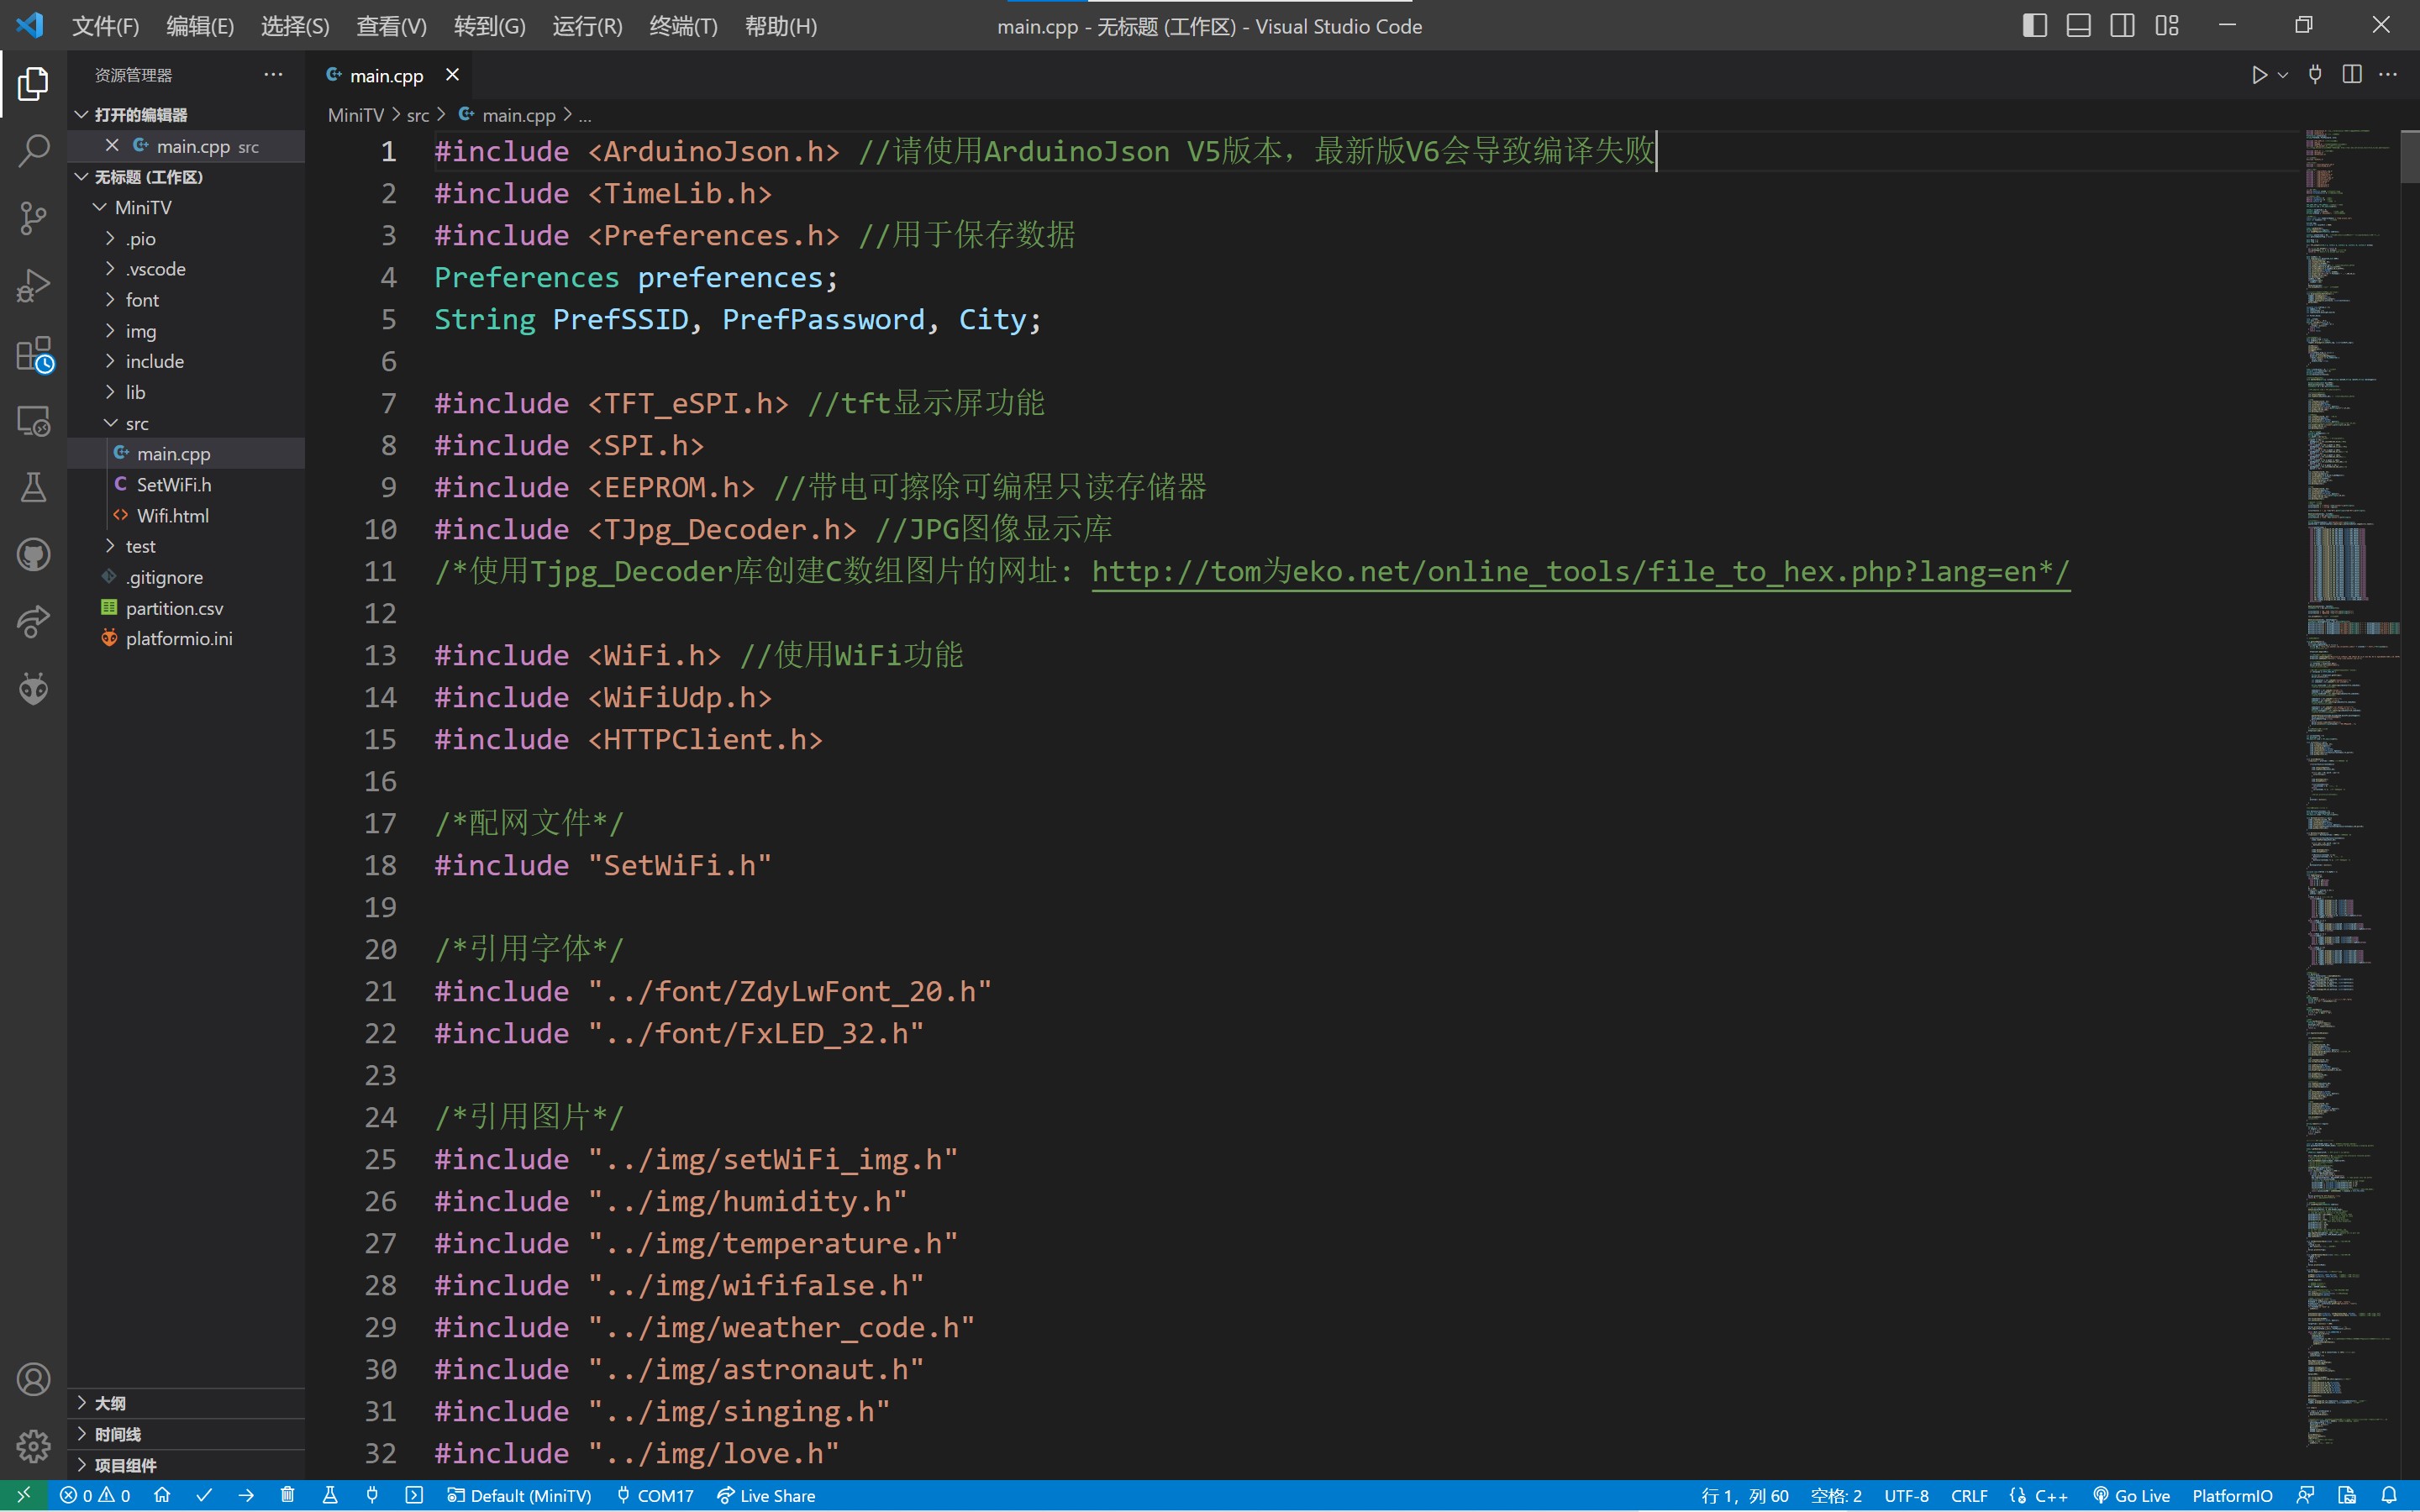 文件(F) 编辑(E) 选择(S) 查看(V) 转到(G) 运行(R) 终端(T) 帮助(H) main.cpp - 无标题 (工作区) - Visual Studio Code
资源管理器
打开的编辑器
main.cpp src
无标题 (工作区)
MiniTV
.pio
.vscode
font
img
include
lib
src
main.cpp
SetWiFi.h
Wifi.html
test
.gitignore
partition.csv
platformio.ini
大纲
时间线
项目组件
main.cpp
MiniTV > src > main.cpp > ...
1 #include <ArduinoJson.h> //请使用ArduinoJson V5版本，最新版V6会导致编译失败
2 #include <TimeLib.h>
3 #include <Preferences.h> //用于保存数据
4 Preferences preferences;
5 String PrefSSID, PrefPassword, City;
6
7 #include <TFT_eSPI.h> //tft显示屏功能
8 #include <SPI.h>
9 #include <EEPROM.h> //带电可擦除可编程只读存储器
10 #include <TJpg_Decoder.h> //JPG图像显示库
11 /*使用Tjpg_Decoder库创建C数组图片的网址: http://tom为eko.net/online_tools/file_to_hex.php?lang=en*/
12
13 #include <WiFi.h> //使用WiFi功能
14 #include <WiFiUdp.h>
15 #include <HTTPClient.h>
16
17 /*配网文件*/
18 #include "SetWiFi.h"
19
20 /*引用字体*/
21 #include "../font/ZdyLwFont_20.h"
22 #include "../font/FxLED_32.h"
23
24 /*引用图片*/
25 #include "../img/setWiFi_img.h"
26 #include "../img/humidity.h"
27 #include "../img/temperature.h"
28 #include "../img/wififalse.h"
29 #include "../img/weather_code.h"
30 #include "../img/astronaut.h"
31 #include "../img/singing.h"
32 #include "../img/love.h"
0 0 Default (MiniTV) COM17 Live Share 行 1，列 60 空格: 2 UTF-8 CRLF {} C++ Go Live PlatformIO